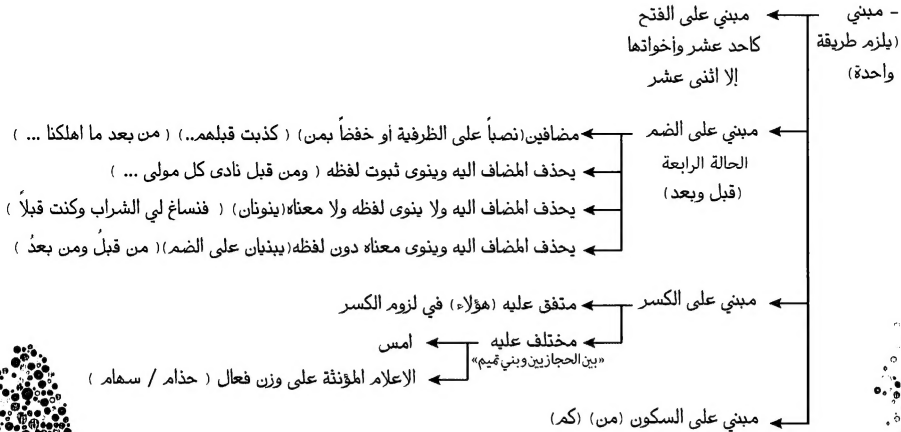 - مبني
(يلزم طريقة
واحدة)
مبني على الفتح
كاحد عشر وأخواتها
إلا اثنى عشر
مبني على الضم
الحالة الرابعة
(قبل وبعد)
مضافين(نصباً على الظرفية أو خفضاً بمن) ( كذبت قبلهم..) ( من بعد ما اهلكنا ... )
يحذف المضاف اليه وينوى ثبوت لفظه ( ومن قبل نادى كل مولى ... )
يحذف المضاف اليه ولا ينوى لفظه ولا معناه(ينونان) ( فنساغ لي الشراب وكنت قبلاً )
يحذف المضاف اليه وينوى معناه دون لفظه(يبنيان على الضم)( من قبلُ ومن بعدُ )
مبني على الكسر
متفق عليه (هؤلاء) في لزوم الكسر
مختلف عليه
«بين الحجازيين وبني تميم»
امس
الاعلام المؤنثة على وزن فعال ( حذام / سهام )
مبني على السكون (من) (كم)